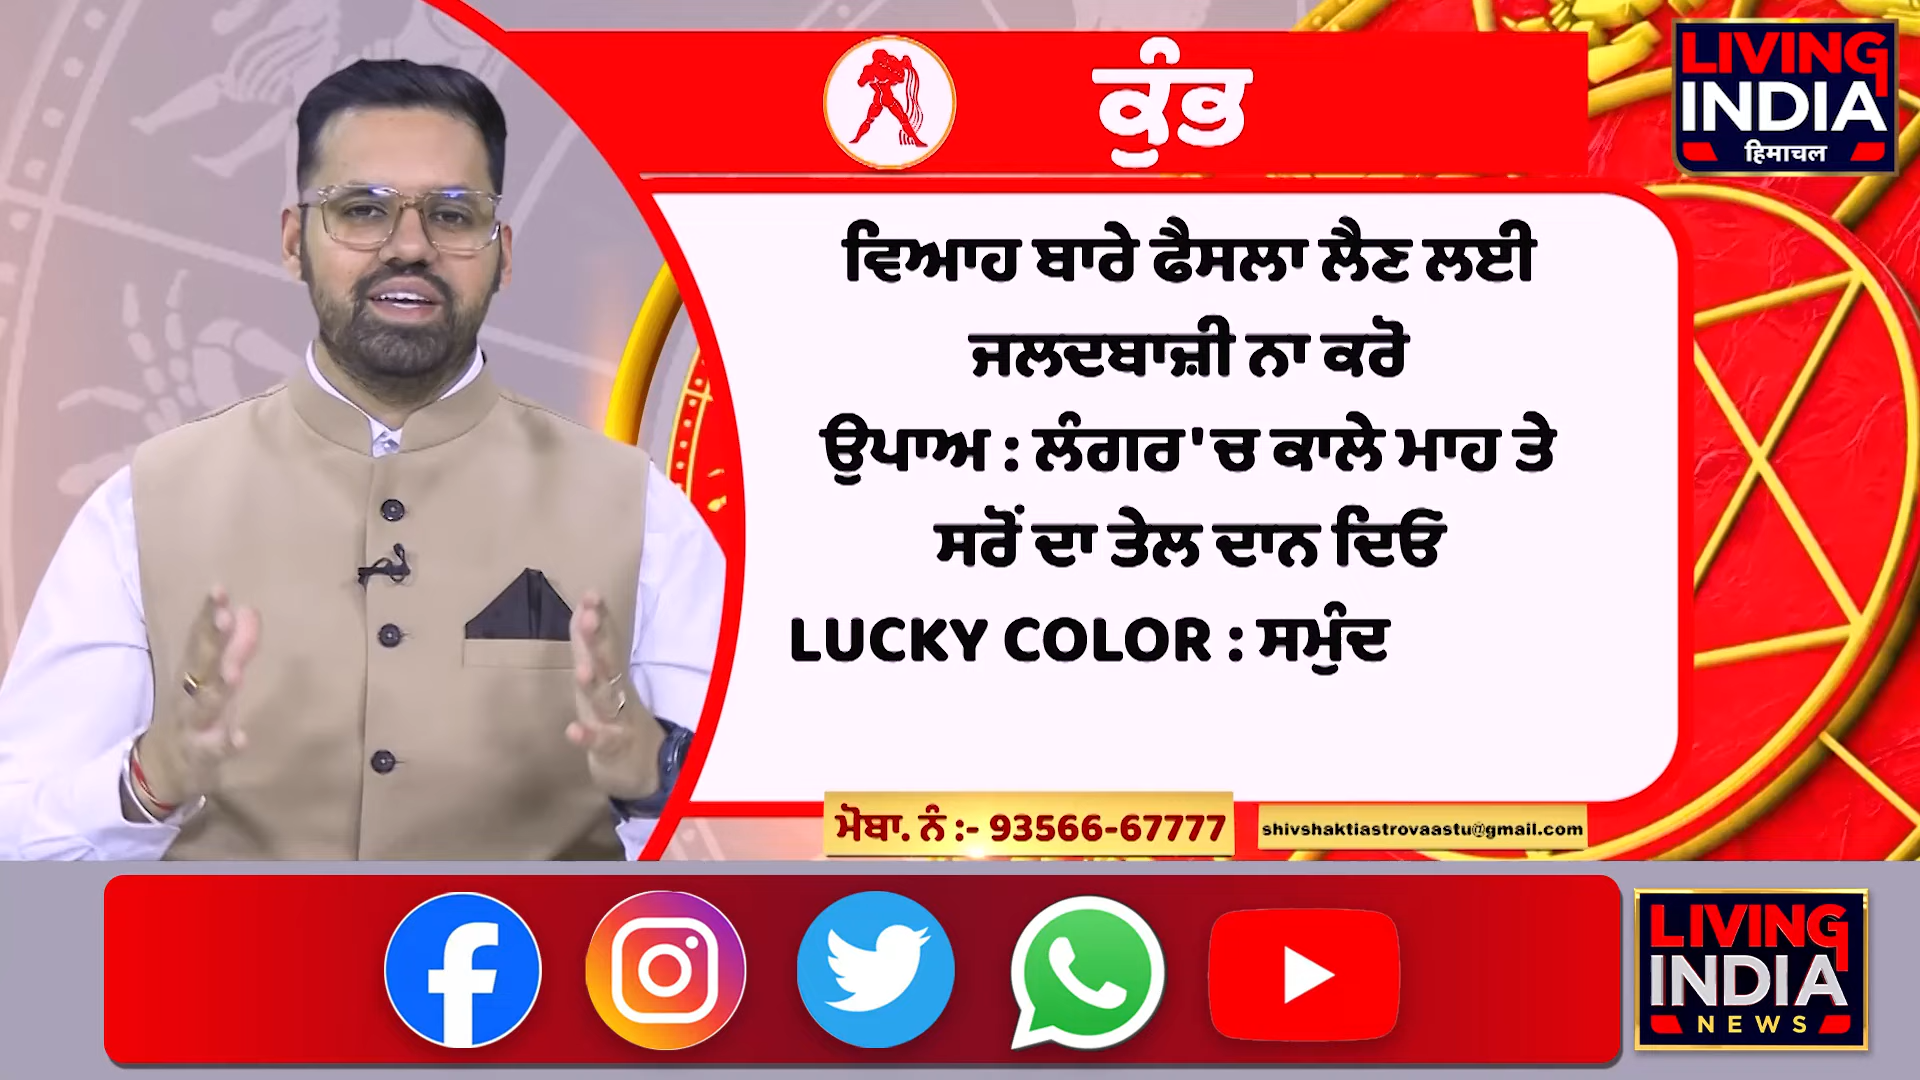 ਕੁੰਭ
LIVING
INDIA
हिमाचल
ਵਿਆਹ ਬਾਰੇ ਫੈਸਲਾ ਲੈਣ ਲਈ
ਜਲਦਬਾਜ਼ੀ ਨਾ ਕਰੋ
ਉਪਾਅ : ਲੰਗਰ'ਚ ਕਾਲੇ ਮਾਹ ਤੇ
ਸਰੋਂ ਦਾ ਤੇਲ ਦਾਨ ਦਿਓ
LUCKY COLOR : ਸਮੁੰਦ
ਮੋਬਾ. ਨੰ :- 93566-67777
shivshaktiastrovaastu@gmail.com
LIVING
INDIA
NEWS